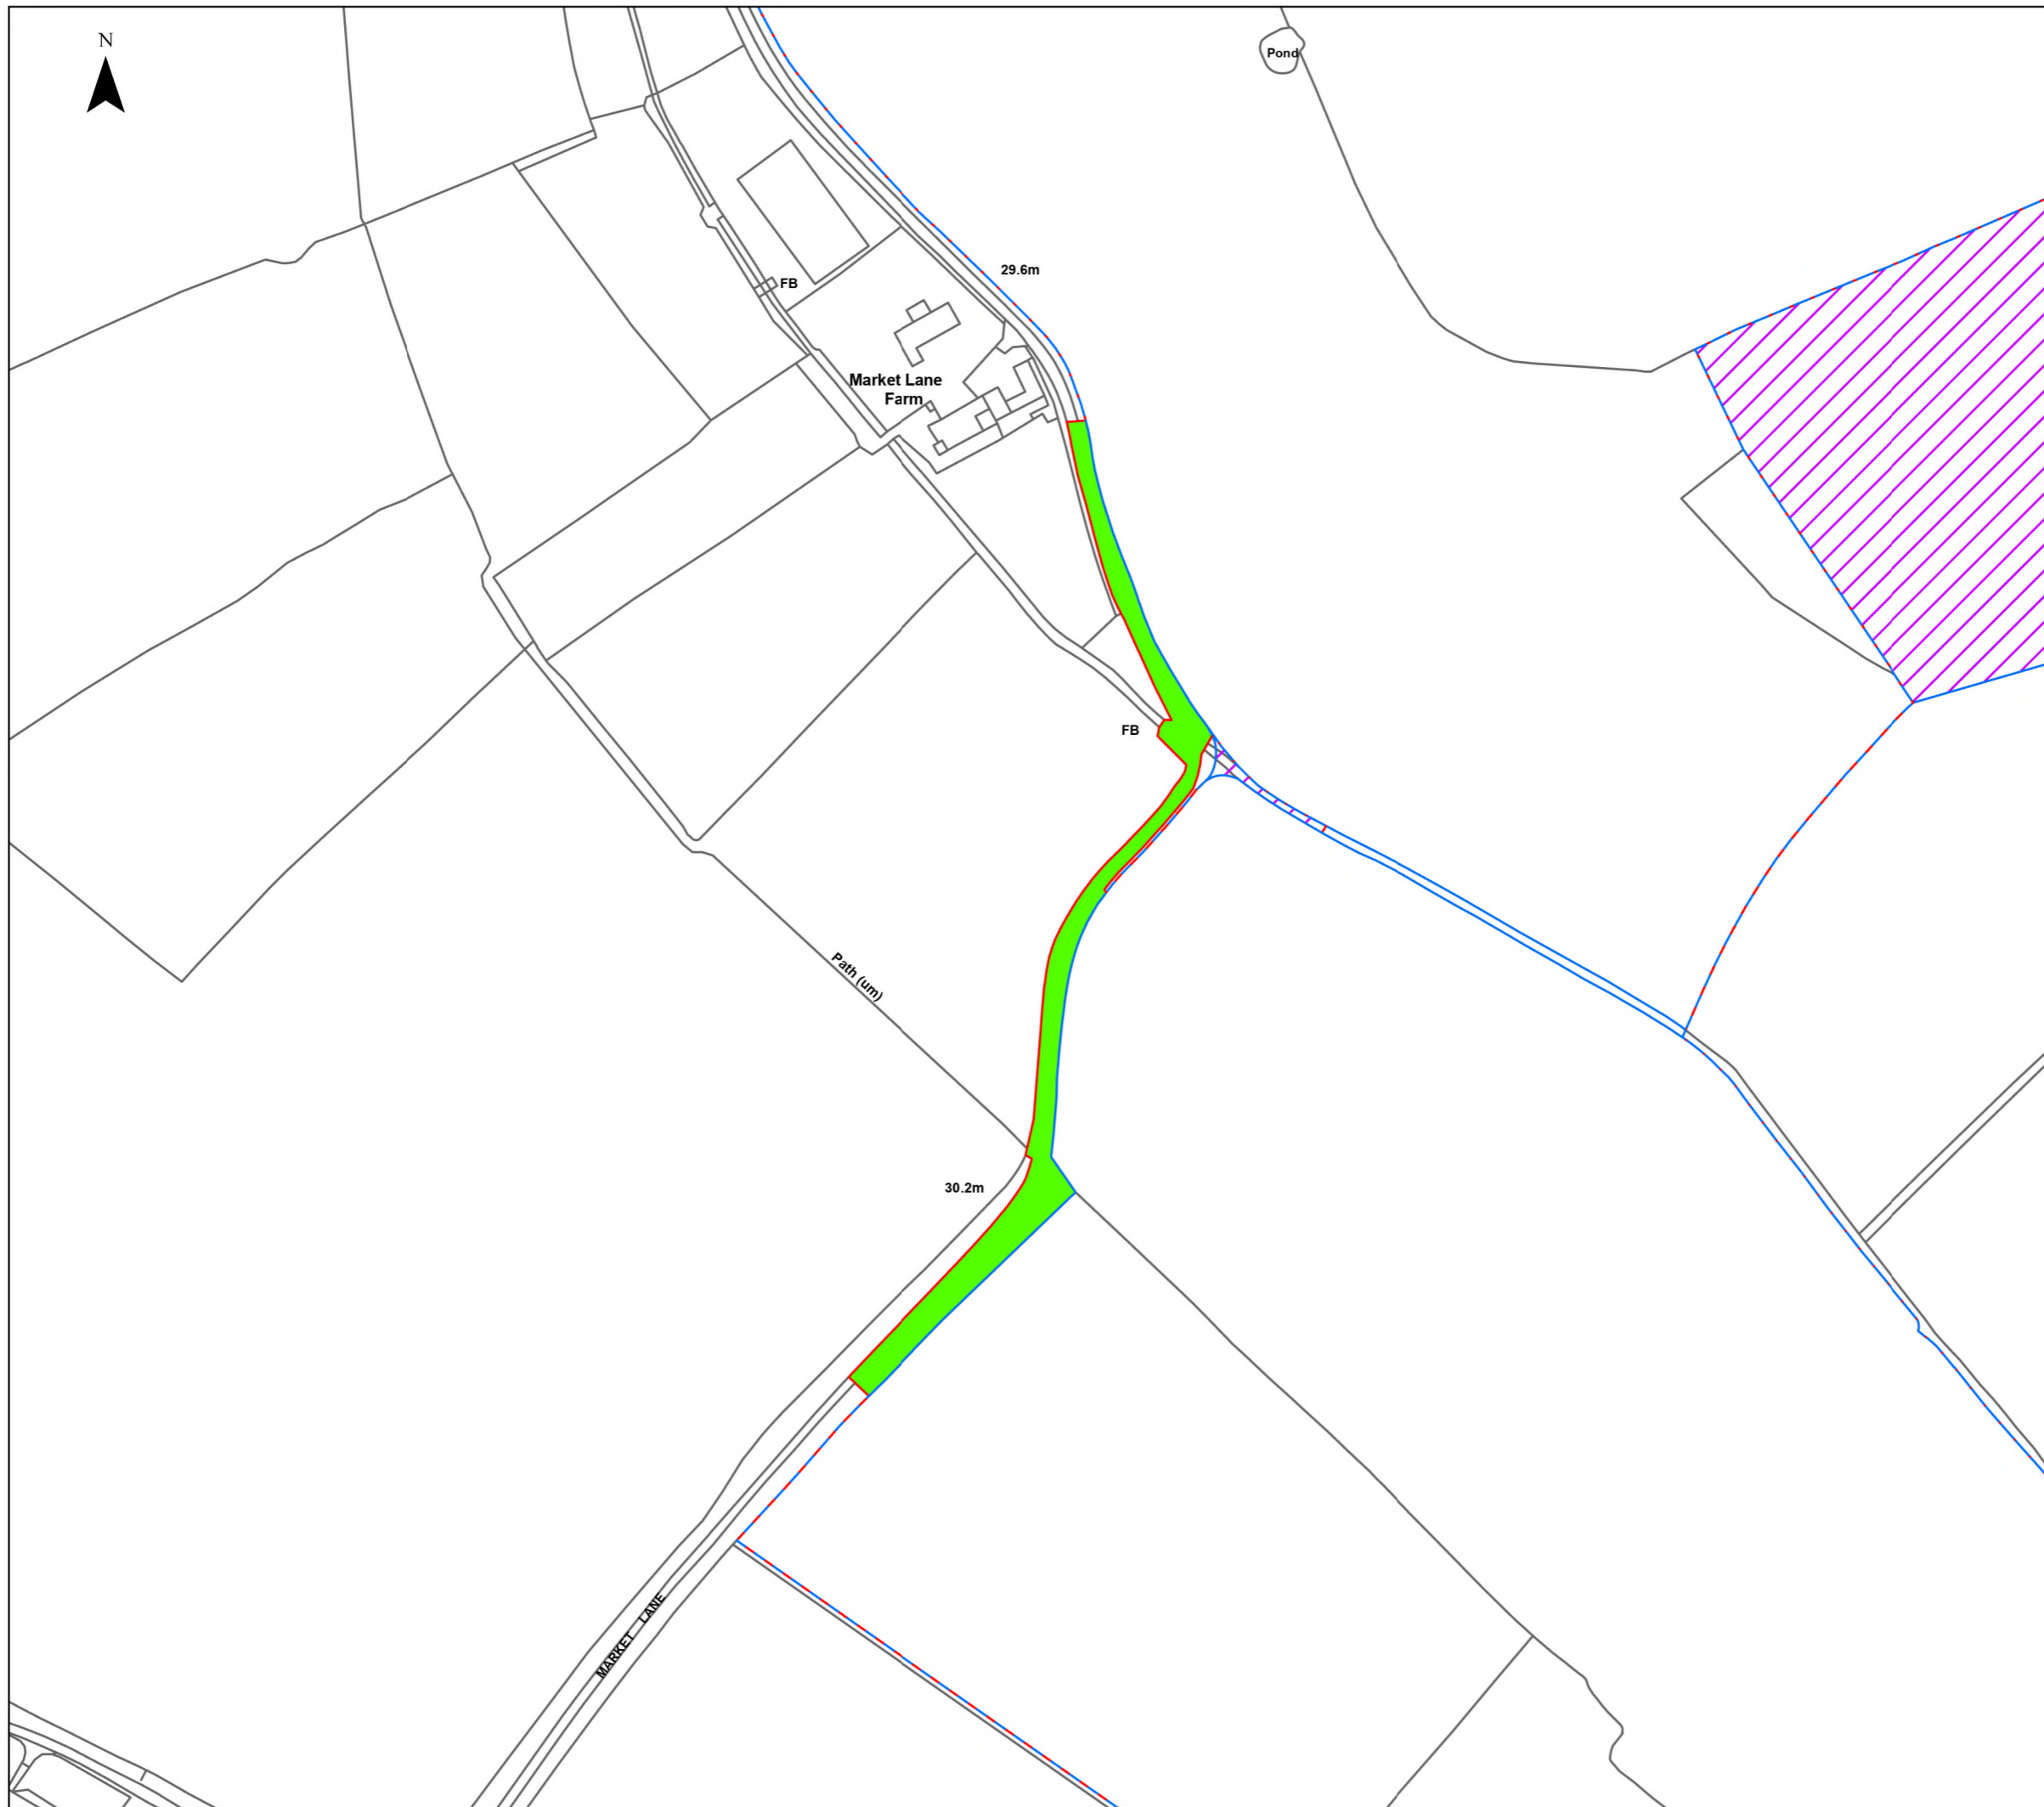 N
Pond
29.6m
FB
Market Lane
Farm
FB
Path (um)
30.2m
MARKET LANE